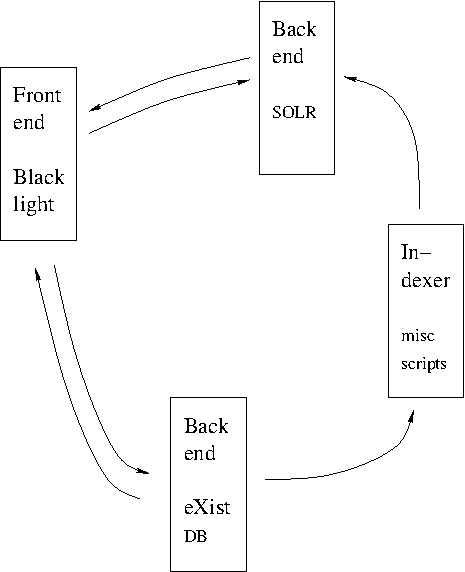 Back
end
SOLR
Front
end
Black
light
In-
dexer
misc
scripts
Back
end
eXist
DB